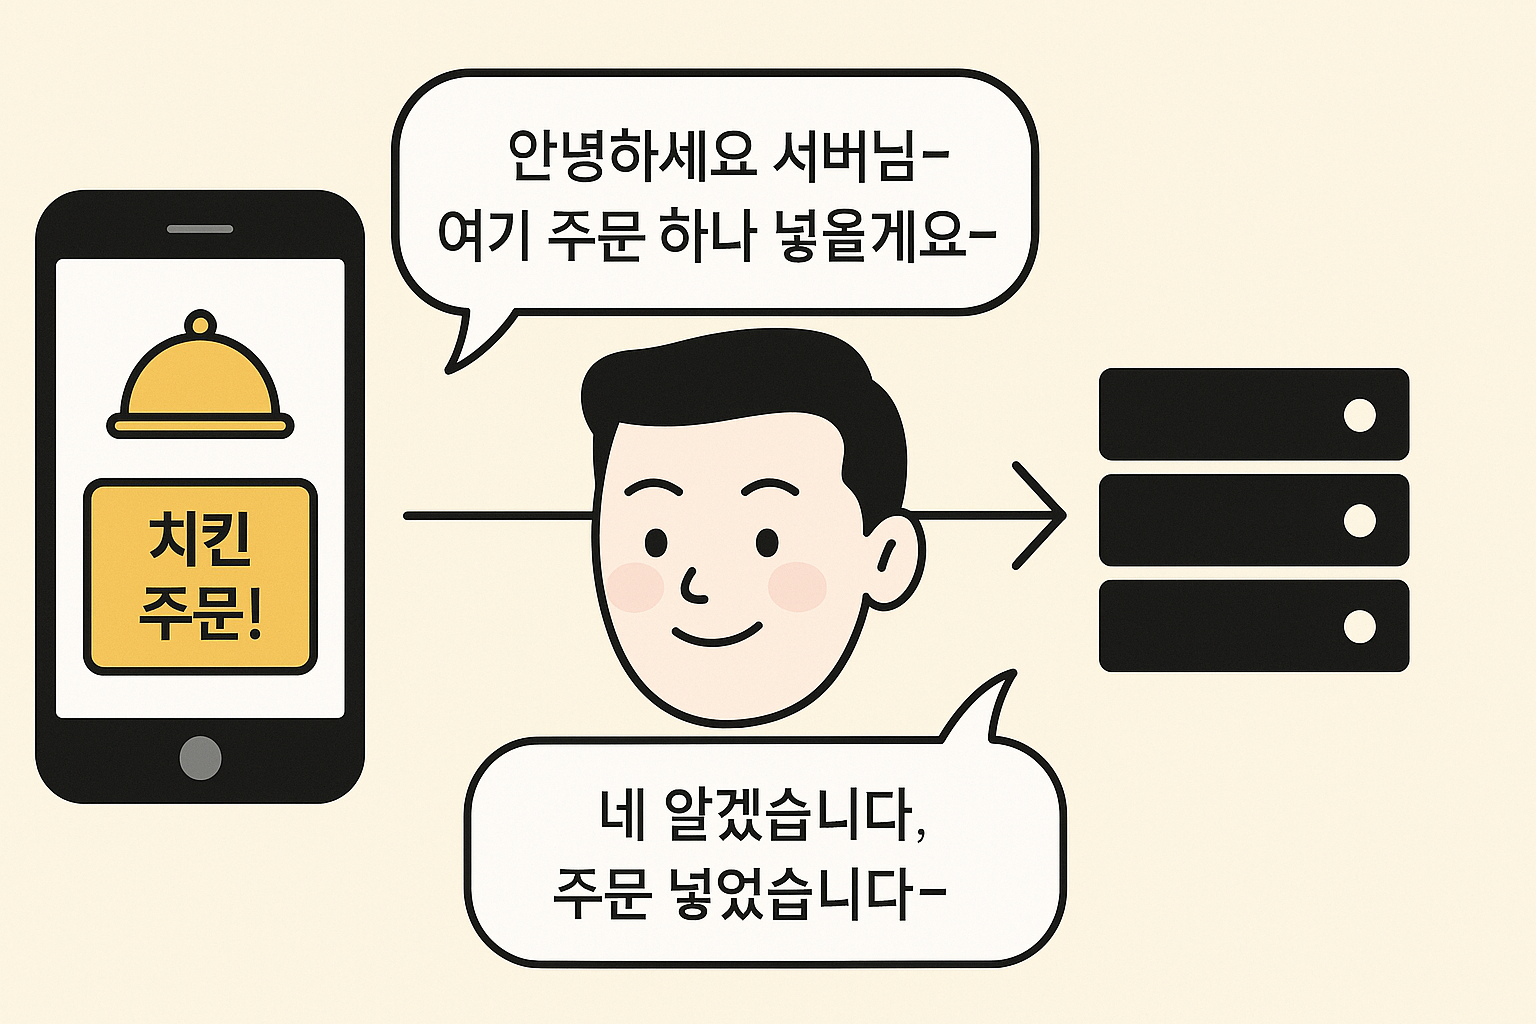 안녕하세요 서버님-
여기 주문 하나 넣올게요-
치킨
주문!
네 알겠습니다,
주문 넣었습니다-